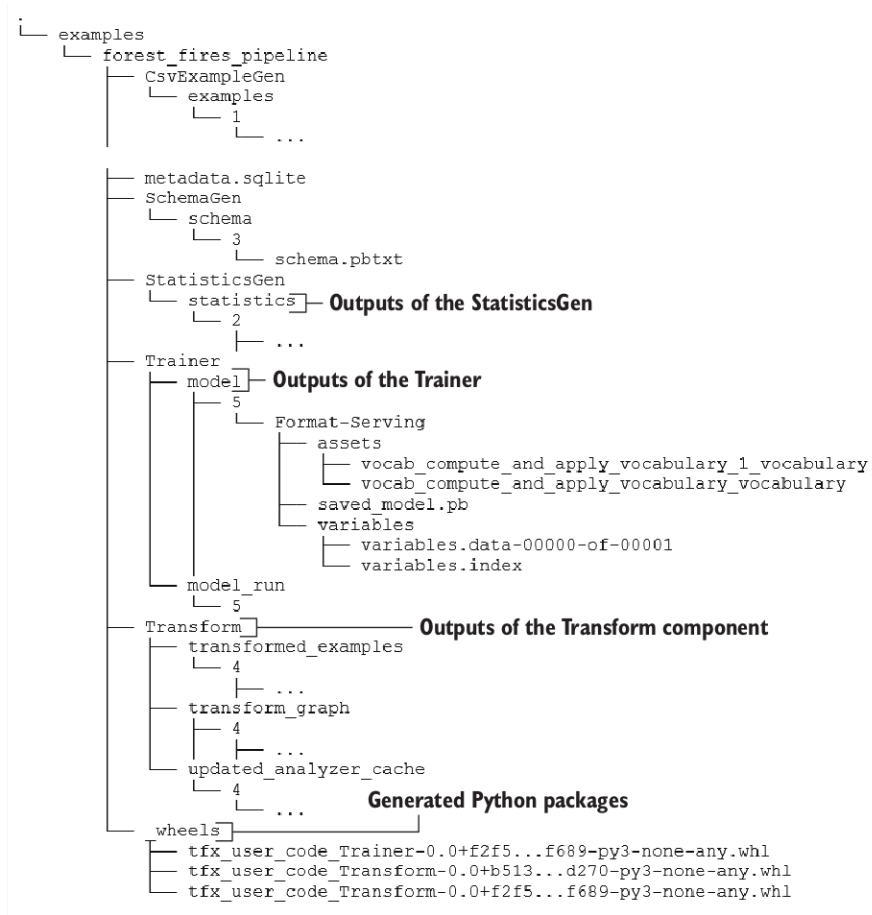 .
└── examples
    └── forest_fires_pipeline
        ├── CsvExampleGen
        │   └── examples
        │       └── 1
        │           └── ...
        ├── metadata.sqlite
        ├── SchemaGen
        │   └── schema
        │       └── 3
        │           └── schema.pbtxt
        ├── StatisticsGen
        │   └── statistics Outputs of the StatisticsGen
        │       └── 2
        │           ├── ...
        ├── Trainer
        │   ├── model Outputs of the Trainer
        │   │   ├── 5
        │   │   │   └── Format-Serving
        │   │   │       ├── assets
        │   │   │       │   ├── vocab_compute_and_apply_vocabulary_1_vocabulary
        │   │   │       │   └── vocab_compute_and_apply_vocabulary_vocabulary
        │   │   │       ├── saved_model.pb
        │   │   │       └── variables
        │   │   │           ├── variables.data-00000-of-00001
        │   │   │           └── variables.index
        │   └── model_run
        │       └── 5
        ├── Transform Outputs of the Transform component
        │   ├── transformed_examples
        │   │   └── 4
        │   │       ├── ...
        │   ├── transform_graph
        │   │   ├── 4
        │   │   │   ├── ...
        │   └── updated_analyzer_cache
        │       └── 4
        │           └── ...
Generated Python packages
        └── _wheels
            ├── tfx_user_code_Trainer-0.0+f2f5...f689-py3-none-any.whl
            ├── tfx_user_code_Transform-0.0+b513...d270-py3-none-any.whl
            └── tfx_user_code_Transform-0.0+f2f5...f689-py3-none-any.whl